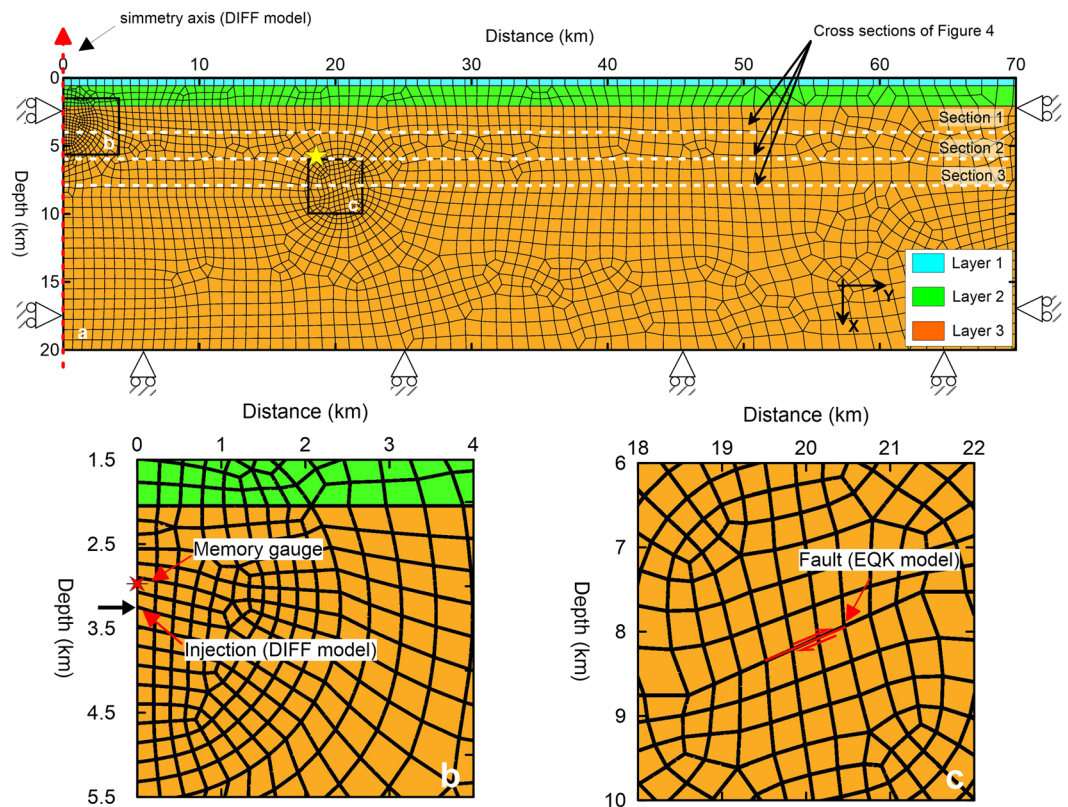 simmetry axis (DIFF model)
Distance (km)
Cross sections of Figure 4
0 10 20 30 40 50 60 70
0
5
10
15
20
Depth (km)
Section 1
Section 2
Section 3
b
c
a
Layer 1
Layer 2
Layer 3
Y
X
Distance (km)
0 1 2 3 4
1.5
2.5
3.5
4.5
5.5
Depth (km)
Memory gauge
Injection (DIFF model)
b
Distance (km)
18 19 20 21 22
6
7
8
9
10
Depth (km)
Fault (EQK model)
c